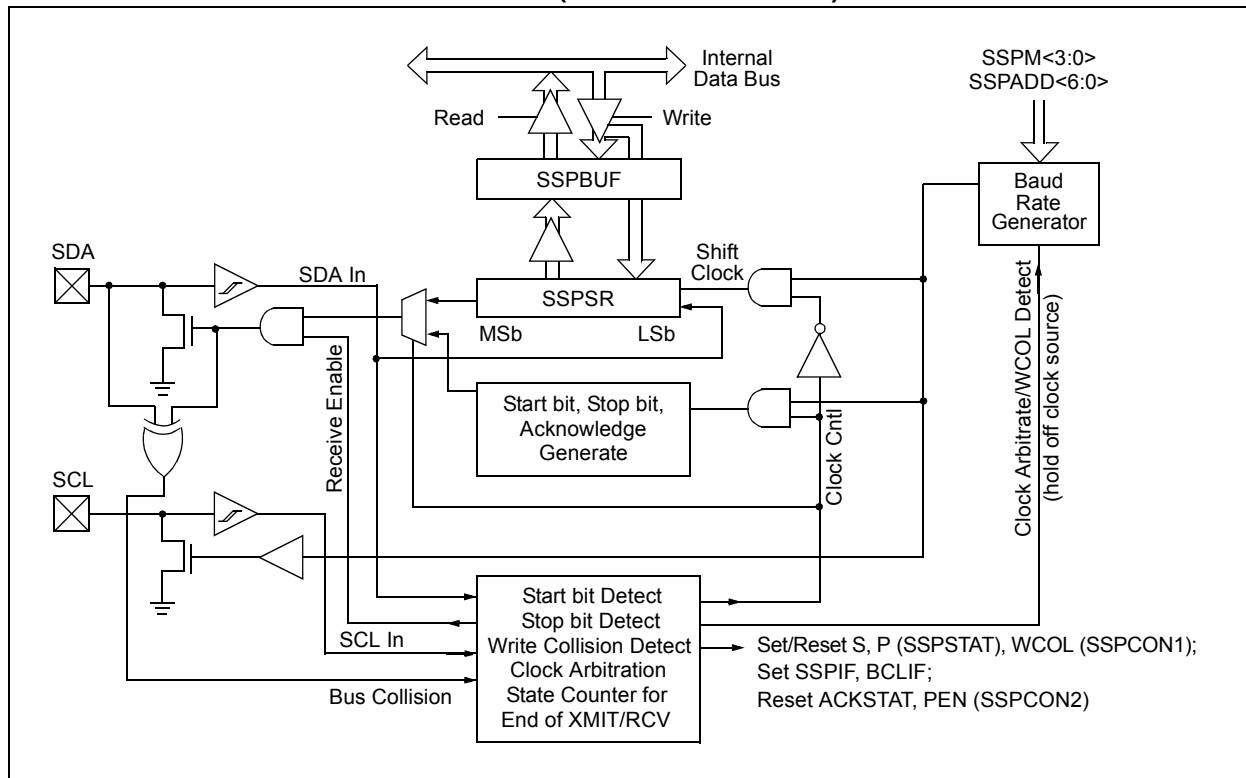 Internal
Data Bus
SSPM<3:0>
SSPADD<6:0>
Read
Write
SSPBUF
Baud
Rate
Generator
SDA
SDA In
Shift
Clock
SSPSR
MSb
LSb
Start bit, Stop bit,
Acknowledge
Generate
Receive Enable
Clock Cntl
Clock Arbitrate/WCOL Detect
(hold off clock source)
SCL
SCL In
Bus Collision
Start bit Detect
Stop bit Detect
Write Collision Detect
Clock Arbitration
State Counter for
End of XMIT/RCV
Set/Reset S, P (SSPSTAT), WCOL (SSPCON1);
Set SSPIF, BCLIF;
Reset ACKSTAT, PEN (SSPCON2)